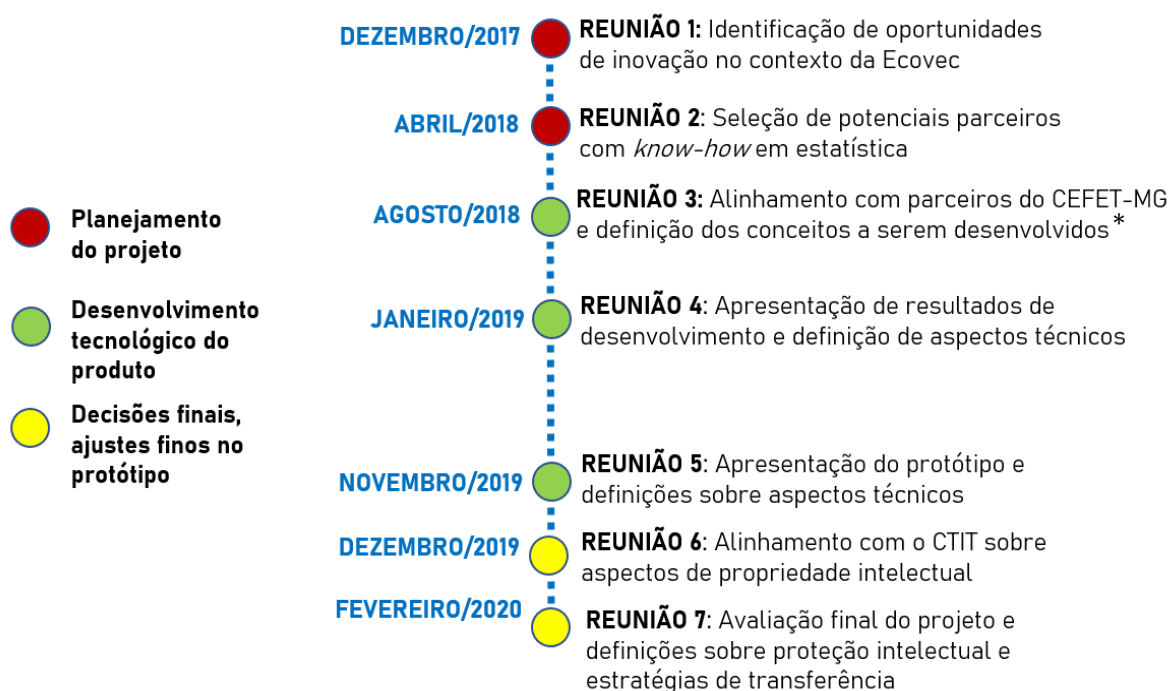 DEZEMBRO/2017
REUNIÃO 1: Identificação de oportunidades
de inovação no contexto da Ecovec
ABRIL/2018
REUNIÃO 2: Seleção de potenciais parceiros
com know-how em estatística
AGOSTO/2018
REUNIÃO 3: Alinhamento com parceiros do CEFET-MG
e definição dos conceitos a serem desenvolvidos*
JANEIRO/2019
REUNIÃO 4: Apresentação de resultados de
desenvolvimento e definição de aspectos técnicos
NOVEMBRO/2019
REUNIÃO 5: Apresentação do protótipo e
definições sobre aspectos técnicos
DEZEMBRO/2019
REUNIÃO 6: Alinhamento com o CTIT sobre
aspectos de propriedade intelectual
FEVEREIRO/2020
REUNIÃO 7: Avaliação final do projeto e
definições sobre proteção intelectual e
estratégias de transferência
Planejamento
do projeto
Desenvolvimento
tecnológico do
produto
Decisões finais,
ajustes finos no
protótipo